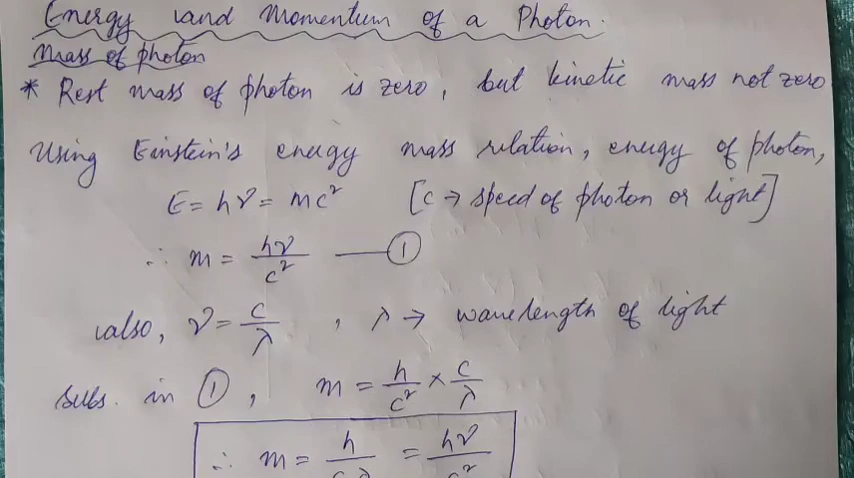 Energy and Momentum of a Photon.
Mass of photon
* Rest mass of photon is zero, but kinetic mass not zero
Using Einstein's energy mass relation, energy of photon,
E = hν = mc² [c → speed of photon or light]
∴ m = hν/c² —— ①
also, ν = c/λ , λ → wavelength of light
subs. in ①, m = h/c² × c/λ
∴ m = h/cλ = hν/c²